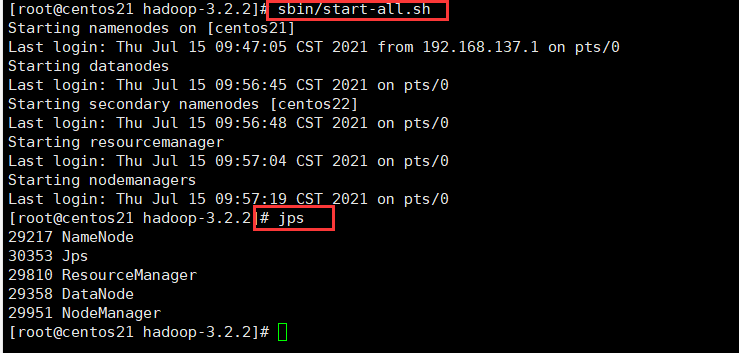 [root@centos21 hadoop-3.2.2]# sbin/start-all.sh
Starting namenodes on [centos21]
Last login: Thu Jul 15 09:47:05 CST 2021 from 192.168.137.1 on pts/0
Starting datanodes
Last login: Thu Jul 15 09:56:45 CST 2021 on pts/0
Starting secondary namenodes [centos22]
Last login: Thu Jul 15 09:56:48 CST 2021 on pts/0
Starting resourcemanager
Last login: Thu Jul 15 09:57:04 CST 2021 on pts/0
Starting nodemanagers
Last login: Thu Jul 15 09:57:19 CST 2021 on pts/0
[root@centos21 hadoop-3.2.2]# jps
29217 NameNode
30353 Jps
29810 ResourceManager
29358 DataNode
29951 NodeManager
[root@centos21 hadoop-3.2.2]#